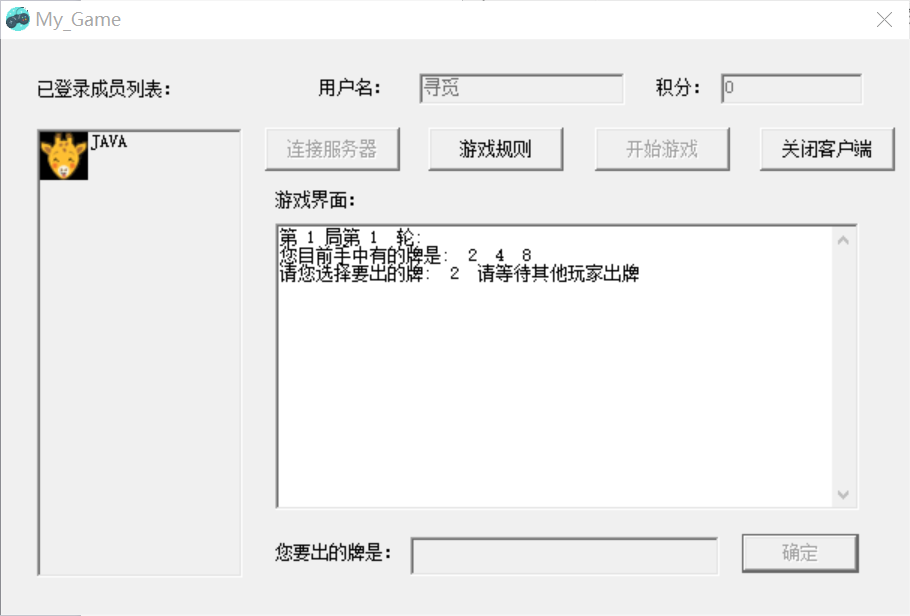 My_Game
已登录成员列表： 用户名： 寻觅 积分： 0
JAVA
连接服务器 游戏规则 开始游戏 关闭客户端
游戏界面：
第 1 局第 1 轮:
您目前手中有的牌是: 2 4 8
请您选择要出的牌: 2 请等待其他玩家出牌
您要出的牌是： 确定